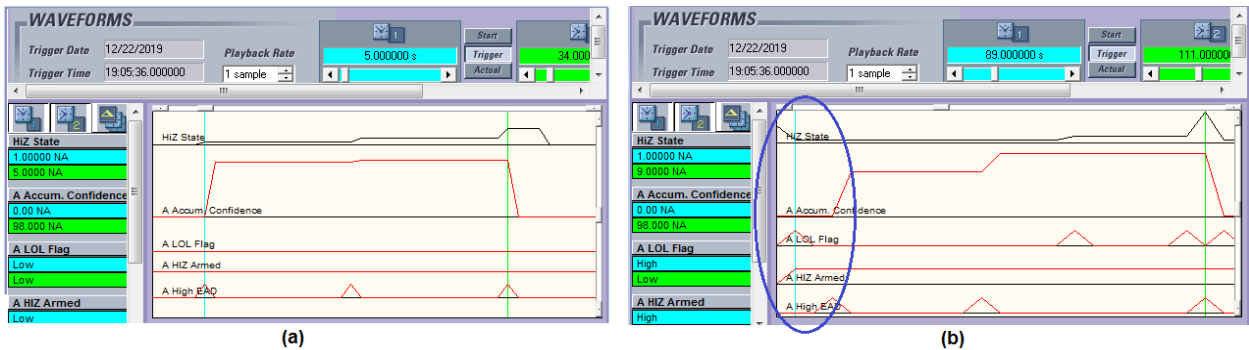 WAVEFORMS
Trigger Date 12/22/2019
Trigger Time 19:05:36.000000
Playback Rate
1 sample
1
5.000000 s
Start
Trigger
Actual
34.000
HiZ State
1.00000 NA
5.0000 NA
A Accum. Confidence
0.00 NA
98.000 NA
A LOL Flag
Low
Low
A HIZ Armed
Low
HiZ State
A Accum. Confidence
A LOL Flag
A HIZ Armed
A High EAD
(a)
WAVEFORMS
Trigger Date 12/22/2019
Trigger Time 19:05:36.000000
Playback Rate
1 sample
1
89.000000 s
Start
Trigger
Actual
2
111.00000
HiZ State
1.00000 NA
9.0000 NA
A Accum. Confidence
0.00 NA
98.000 NA
A LOL Flag
High
Low
A HIZ Armed
High
HiZ State
A Accum. Confidence
A LOL Flag
A HIZ Armed
A High EAD
(b)